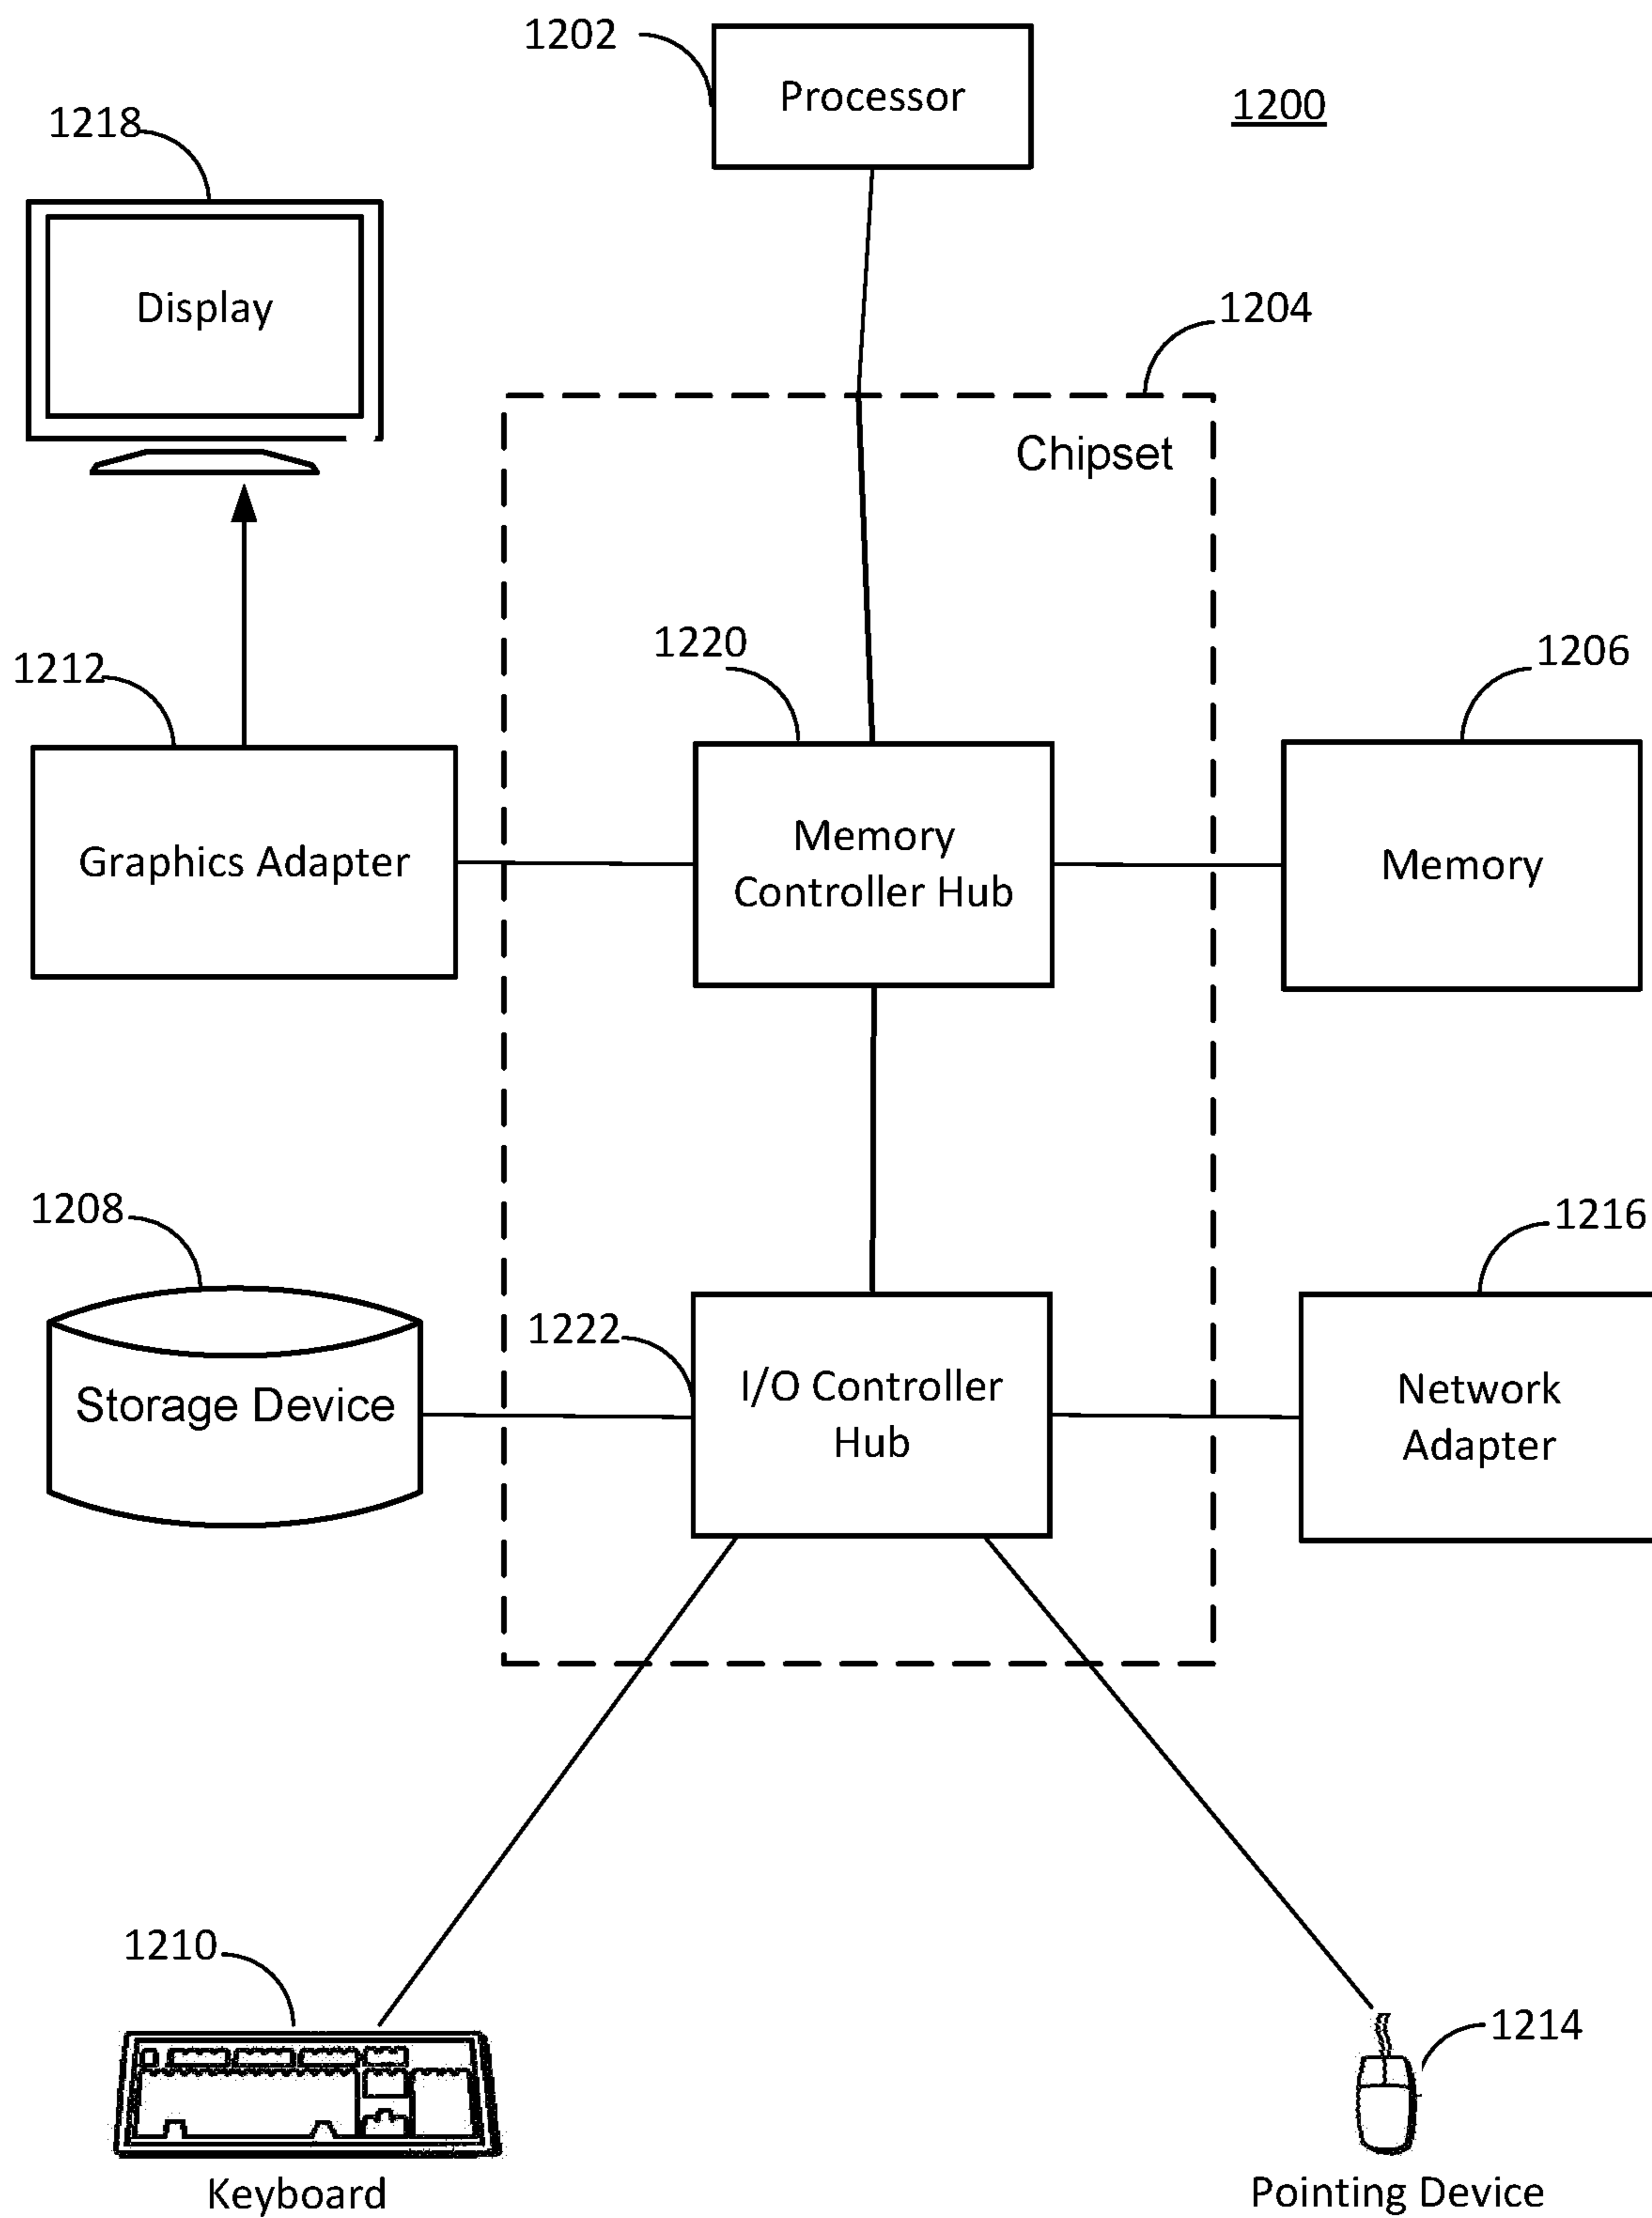 1202
Processor
1200
1218
Display
1204
Chipset
1220
1206
1212
Graphics Adapter
Memory
Controller Hub
Memory
1208
1216
1222
Storage Device
I/O Controller
Hub
Network
Adapter
1210
1214
Keyboard
Pointing Device